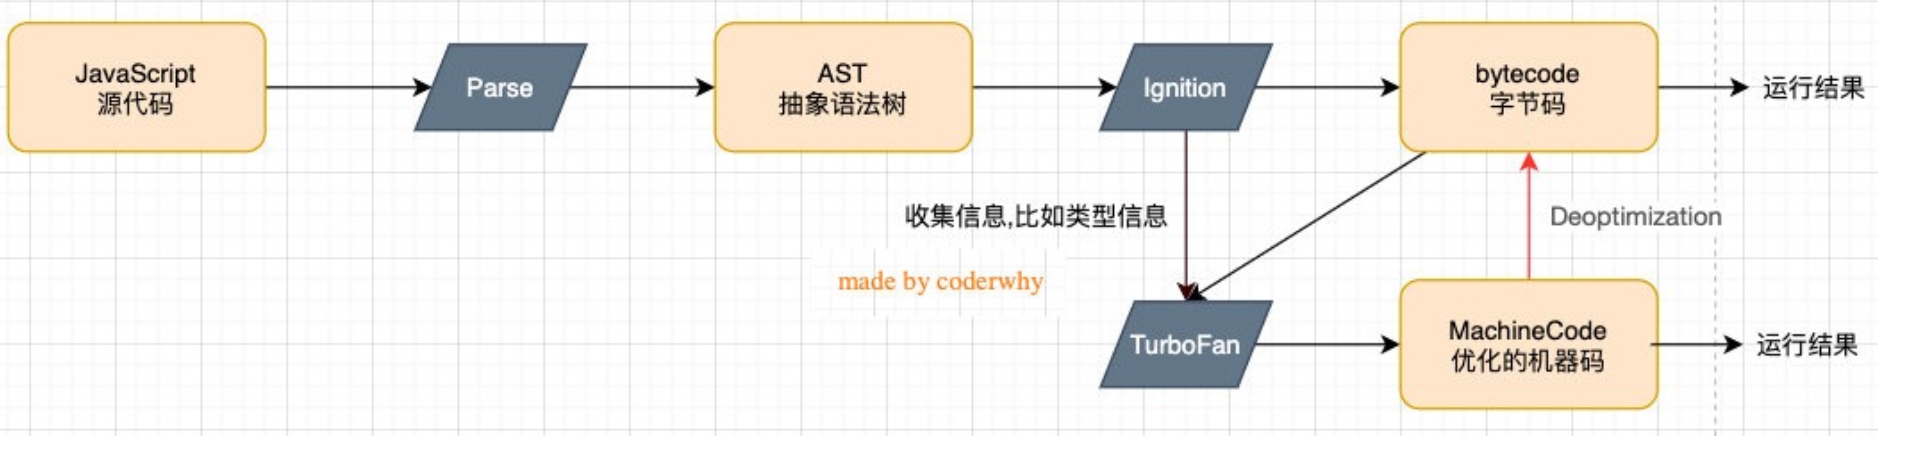 JavaScript
源代码
Parse
AST
抽象语法树
Ignition
bytecode
字节码
运行结果
收集信息,比如类型信息
Deoptimization
made by coderwhy
TurboFan
MachineCode
优化的机器码
运行结果